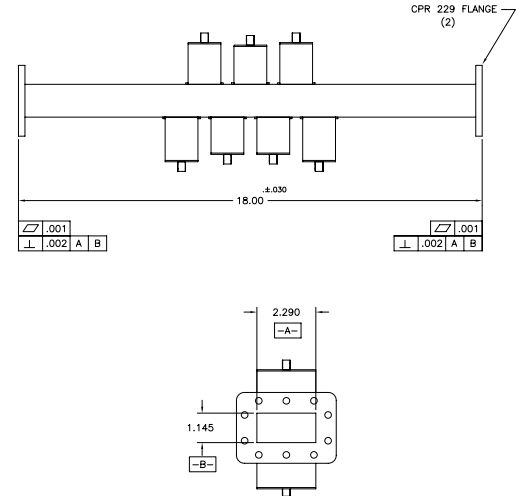 CPR 229 FLANGE
(2)
.±.030
18.00
.001
.002 A B
.001
.002 A B
2.290
-A-
1.145
-B-